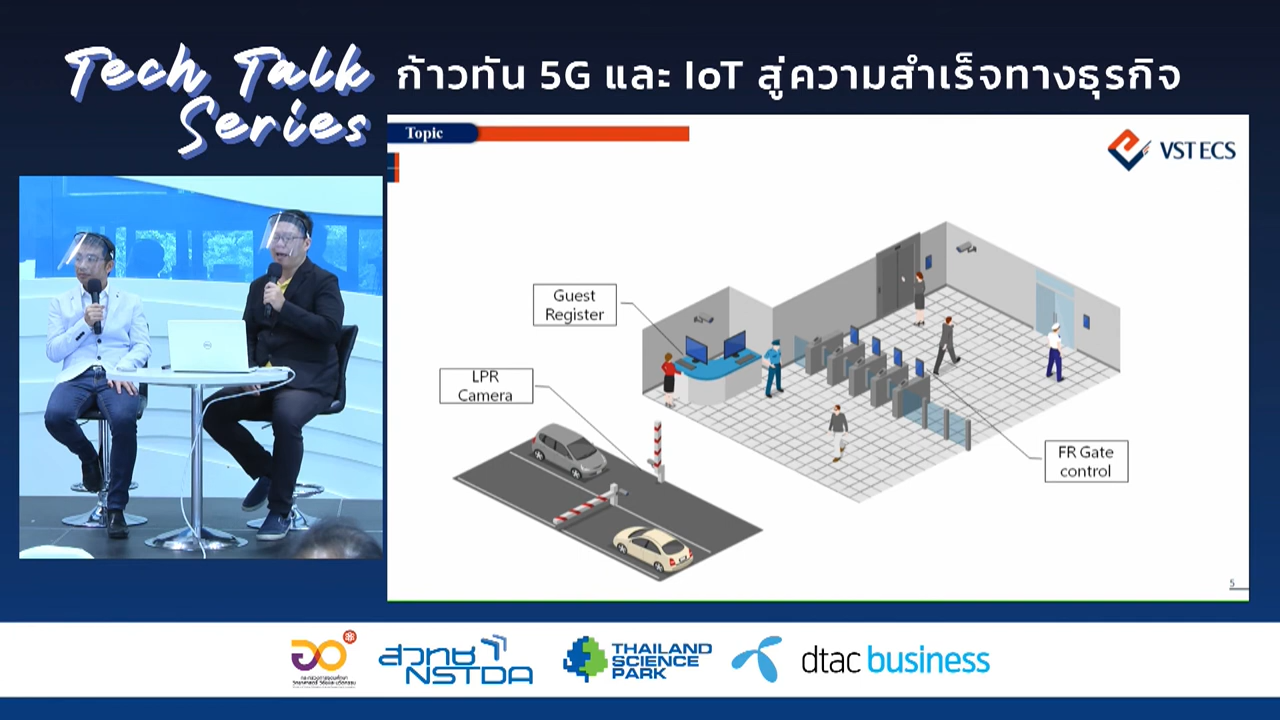 Tech Talk
Series
ก้าวทัน 5G และ IoT สู่ความสำเร็จทางธุรกิจ
Topic
VST ECS
Guest
Register
LPR
Camera
FR Gate
control
5
สวทช
NSTDA
THAILAND
SCIENCE
PARK
dtac business